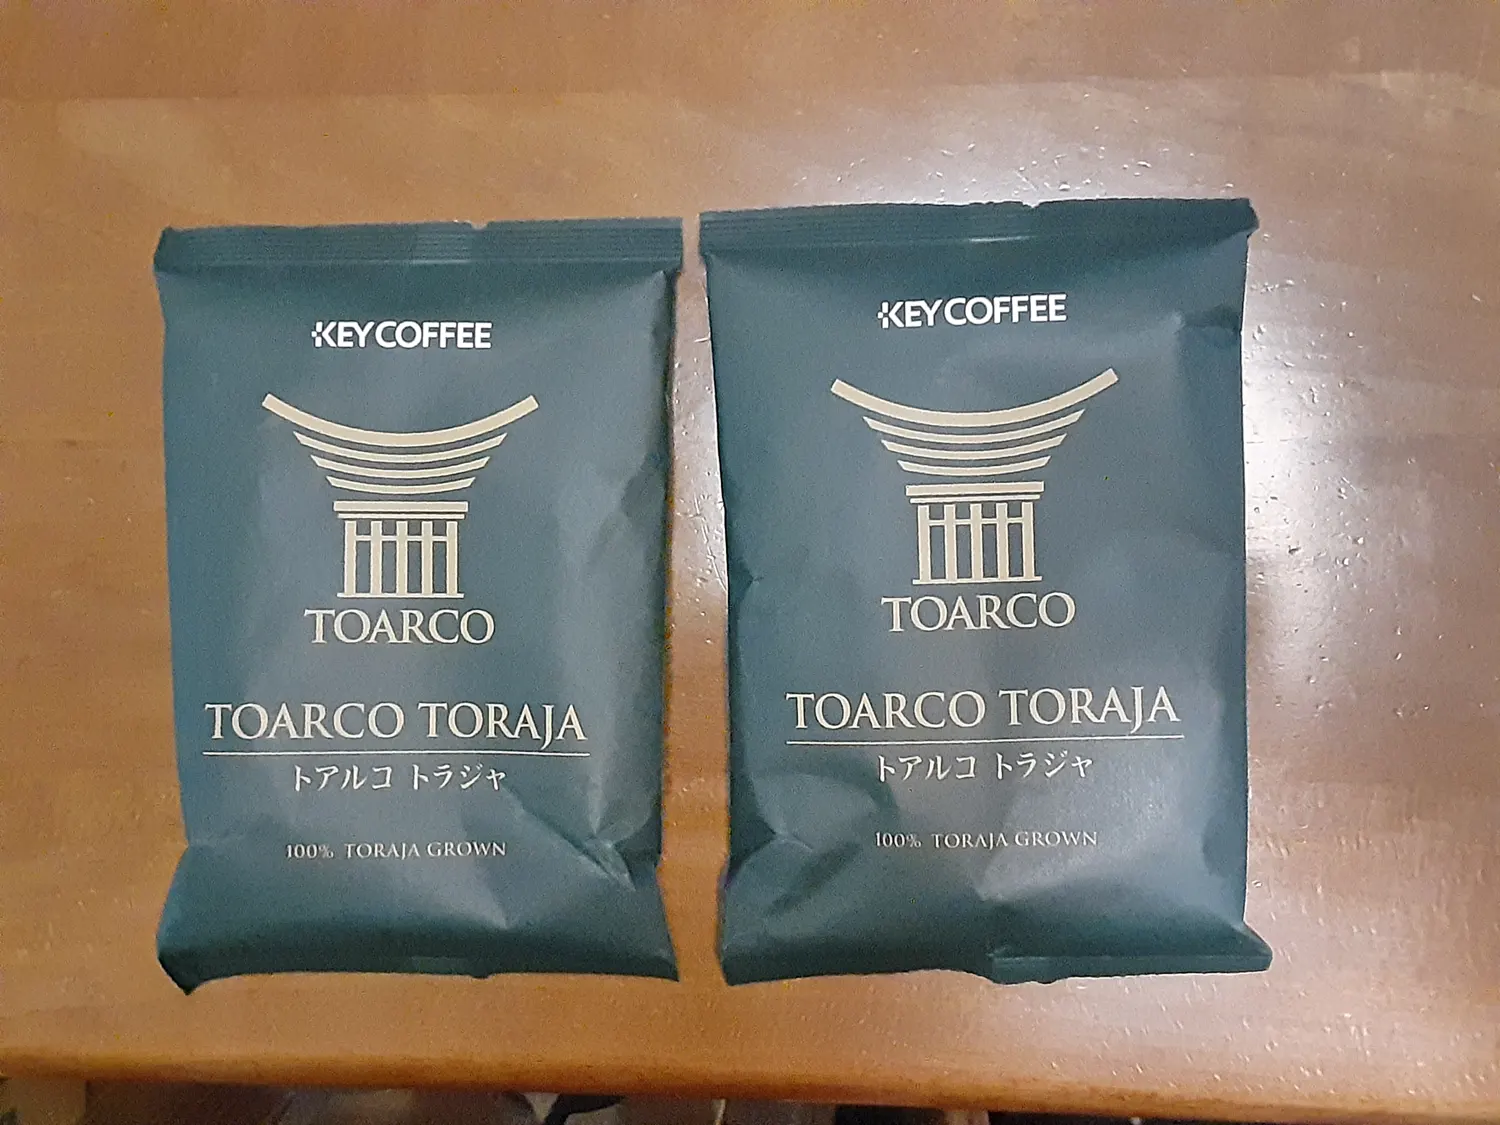 KEY COFFEE
TOARCO
TOARCO TORAJA
トアルコ トラジャ
100% TORAJA GROWN
KEY COFFEE
TOARCO
TOARCO TORAJA
トアルコ トラジャ
100% TORAJA GROWN